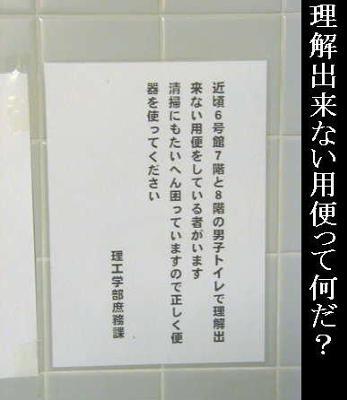 理解出来ない用便って何だ？
近頃６号館７階と８階の男子トイレで理解出
来ない用便をしている者がいます
清掃にもたいへん困っていますので正しく便
器を使ってください
理工学部庶務課